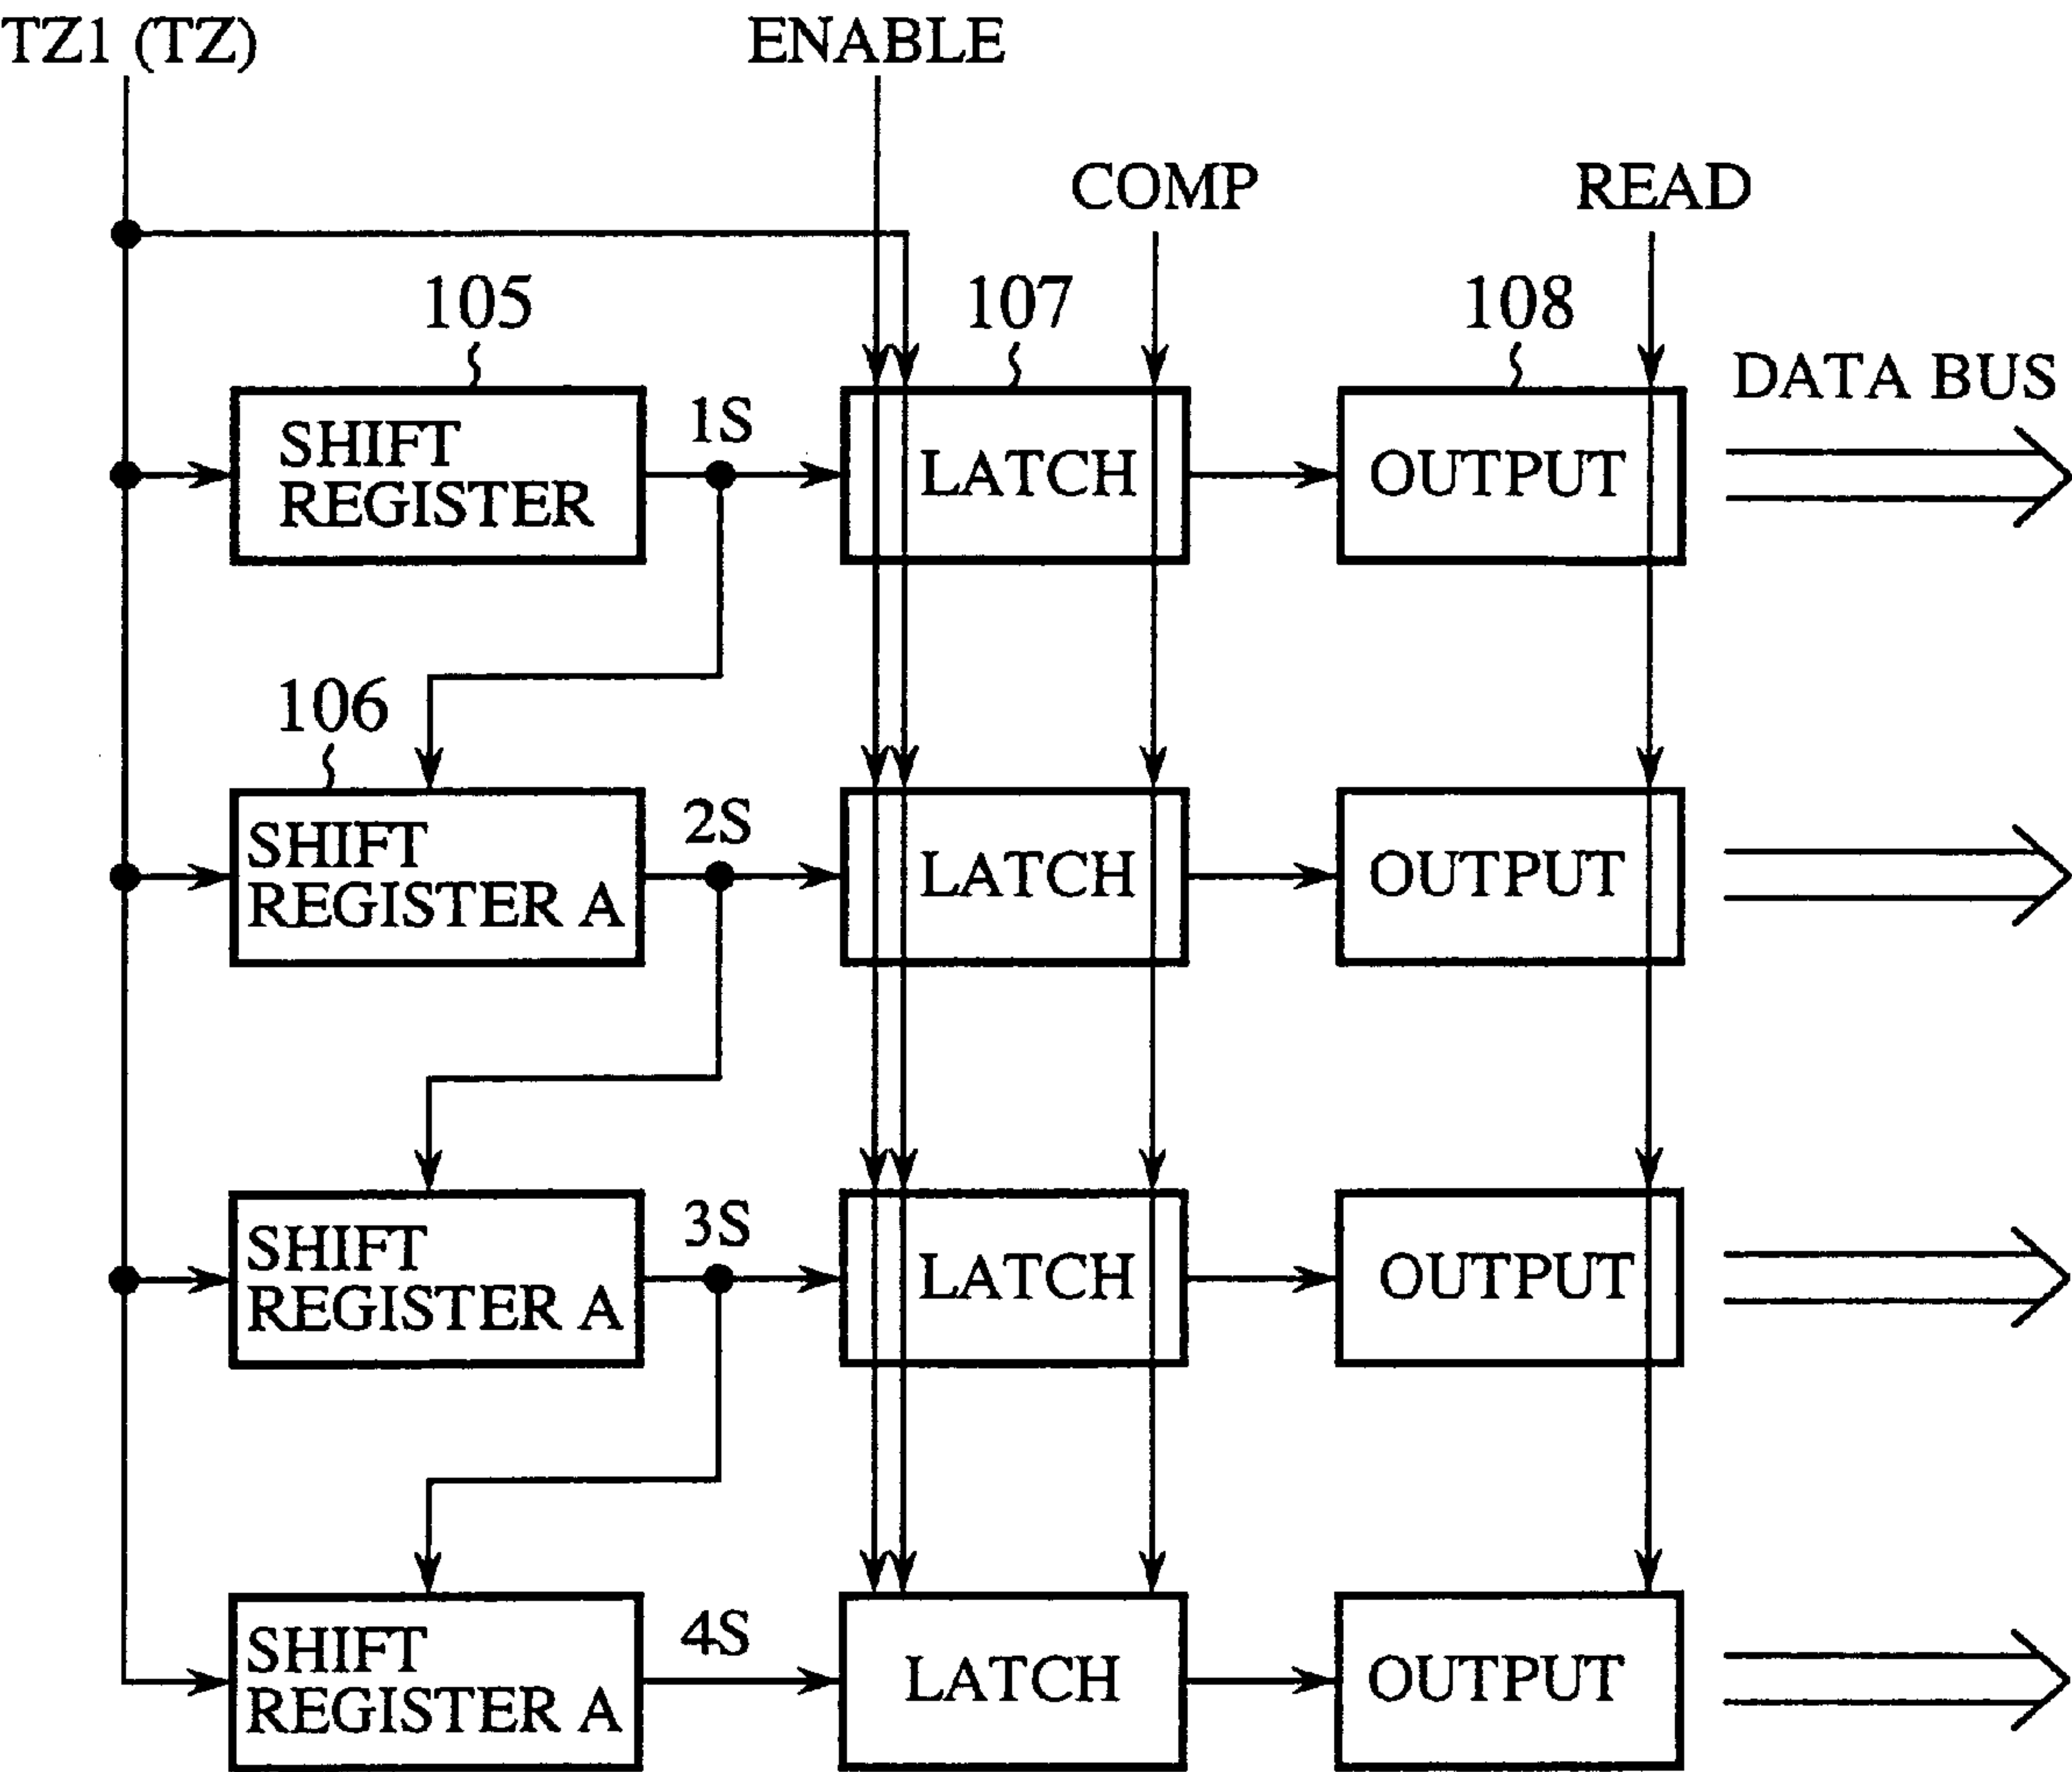 TZ1 (TZ)
ENABLE
COMP
READ
105
107
108
DATA BUS
SHIFT
REGISTER
1S
LATCH
OUTPUT
106
SHIFT
REGISTER A
2S
LATCH
OUTPUT
SHIFT
REGISTER A
3S
LATCH
OUTPUT
SHIFT
REGISTER A
4S
LATCH
OUTPUT